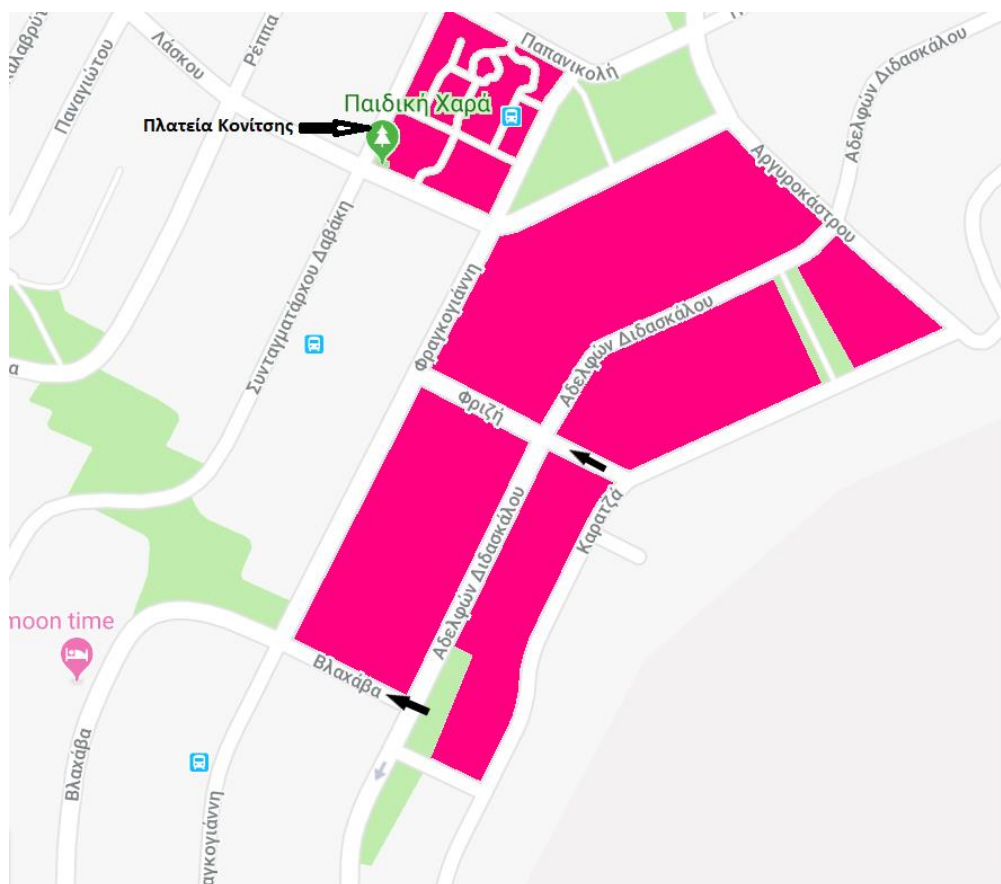 Λάσκου
Ρέππα
Παναγιώτου
Παπανικολή
Παιδική Χαρά
Πλατεία Κονίτσης
Αδελφών Διδασκάλου
Αργυροκάστρου
Συνταγματάρχου Δαβάκη
Φραγκογιάννη
Αδελφών Διδασκάλου
Φριζή
Καρατζά
Αδελφών Διδασκάλου
moon time
Βλαχάβα
Βλαχάβα
αγκογιάννη